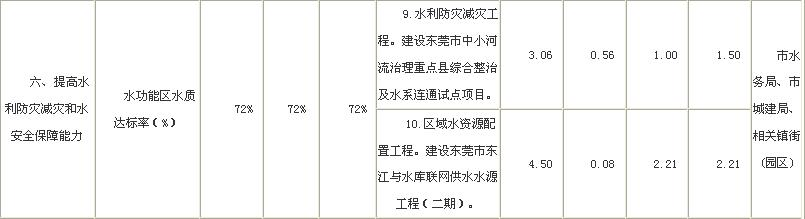 六、提高水
利防灾减灾和水
安全保障能力
水功能区水质
达标率（%）
72%
72%
72%
9.水利防灾减灾工
程。建设东莞市中小河
流治理重点县综合整治
及水系连通试点项目。
3.06
0.56
1.00
1.50
10.区域水资源配
置工程。建设东莞市东
江与水库联网供水水源
工程（二期）。
4.50
0.08
2.21
2.21
市水
务局、市
城建局、
相关镇街
（园区）